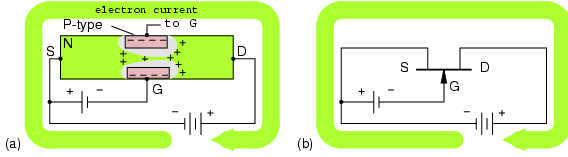 electron current
P-type to G
N
S D
G
+ −
− +
(a)
S D
G
+ −
− +
(b)